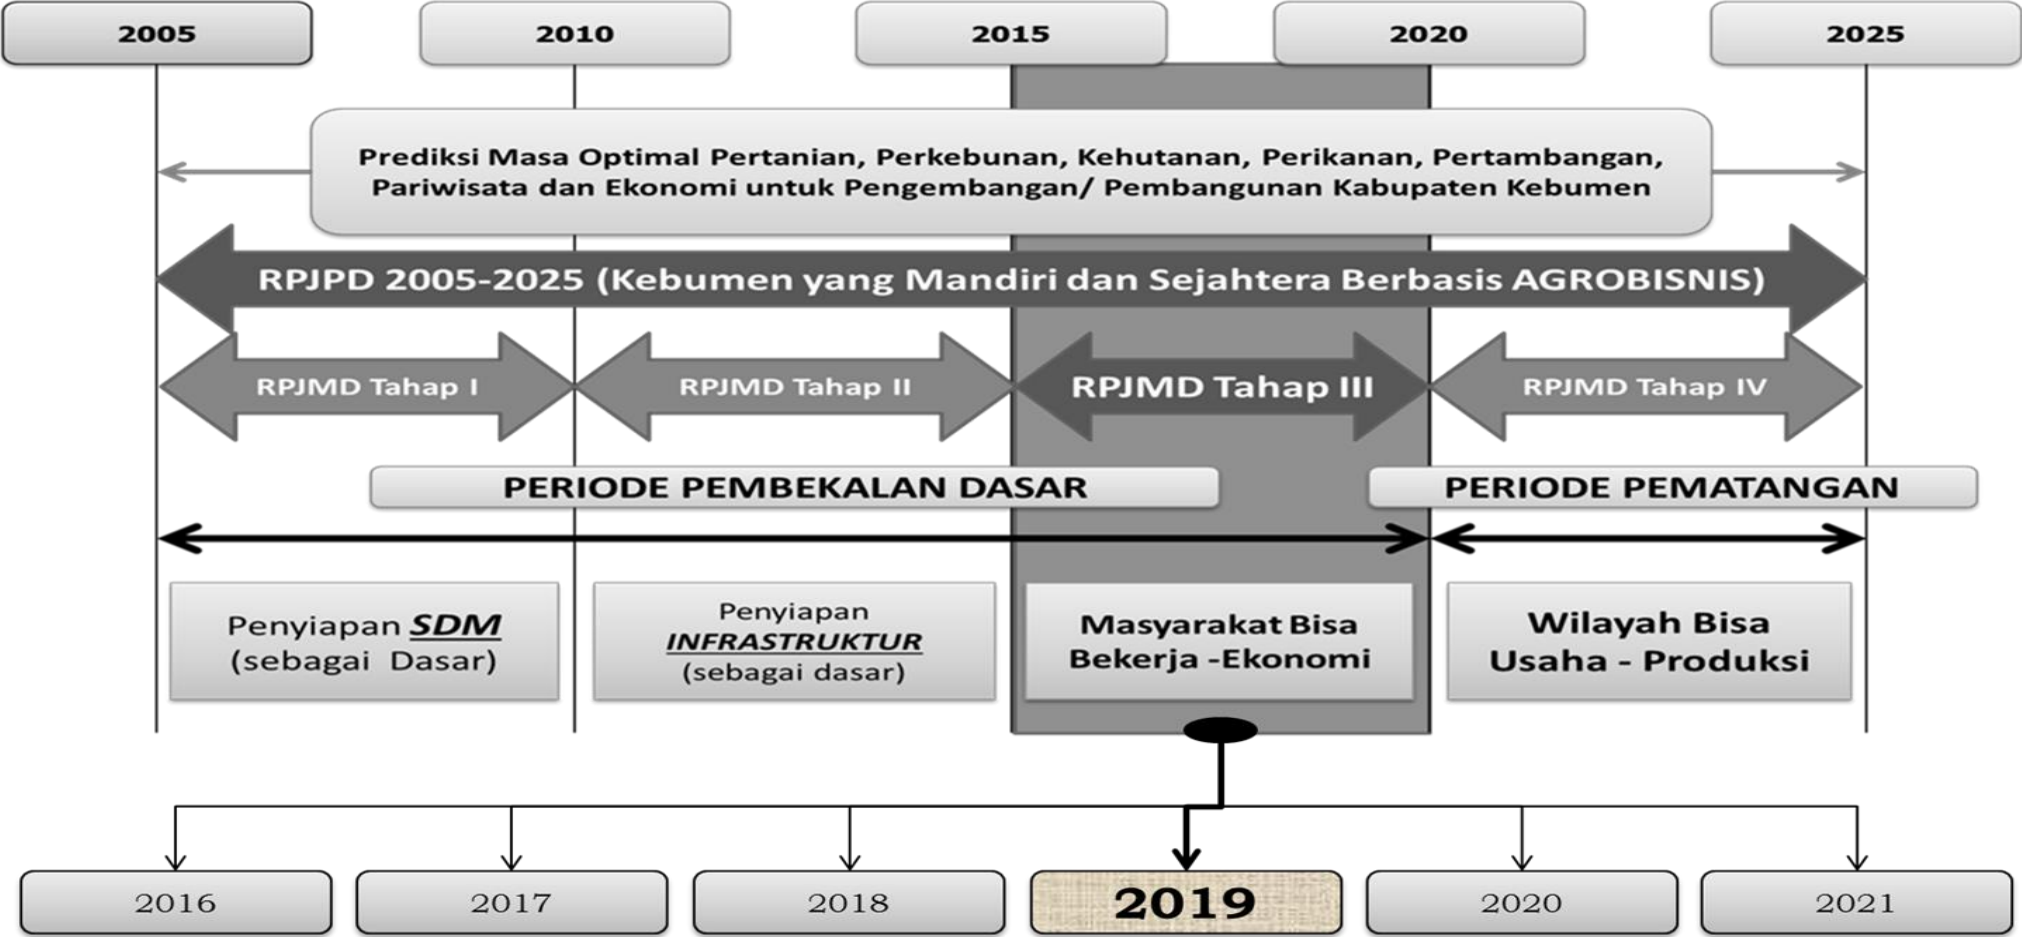 2005
2010
2015
2020
2025
Prediksi Masa Optimal Pertanian, Perkebunan, Kehutanan, Perikanan, Pertambangan,
Pariwisata dan Ekonomi untuk Pengembangan/ Pembangunan Kabupaten Kebumen
RPJPD 2005-2025 (Kebumen yang Mandiri dan Sejahtera Berbasis AGROBISNIS)
RPJMD Tahap I
RPJMD Tahap II
RPJMD Tahap III
RPJMD Tahap IV
PERIODE PEMBEKALAN DASAR
PERIODE PEMATANGAN
Penyiapan SDM
(sebagai Dasar)
Penyiapan
INFRASTRUKTUR
(sebagai dasar)
Masyarakat Bisa
Bekerja -Ekonomi
Wilayah Bisa
Usaha - Produksi
2016
2017
2018
2019
2020
2021